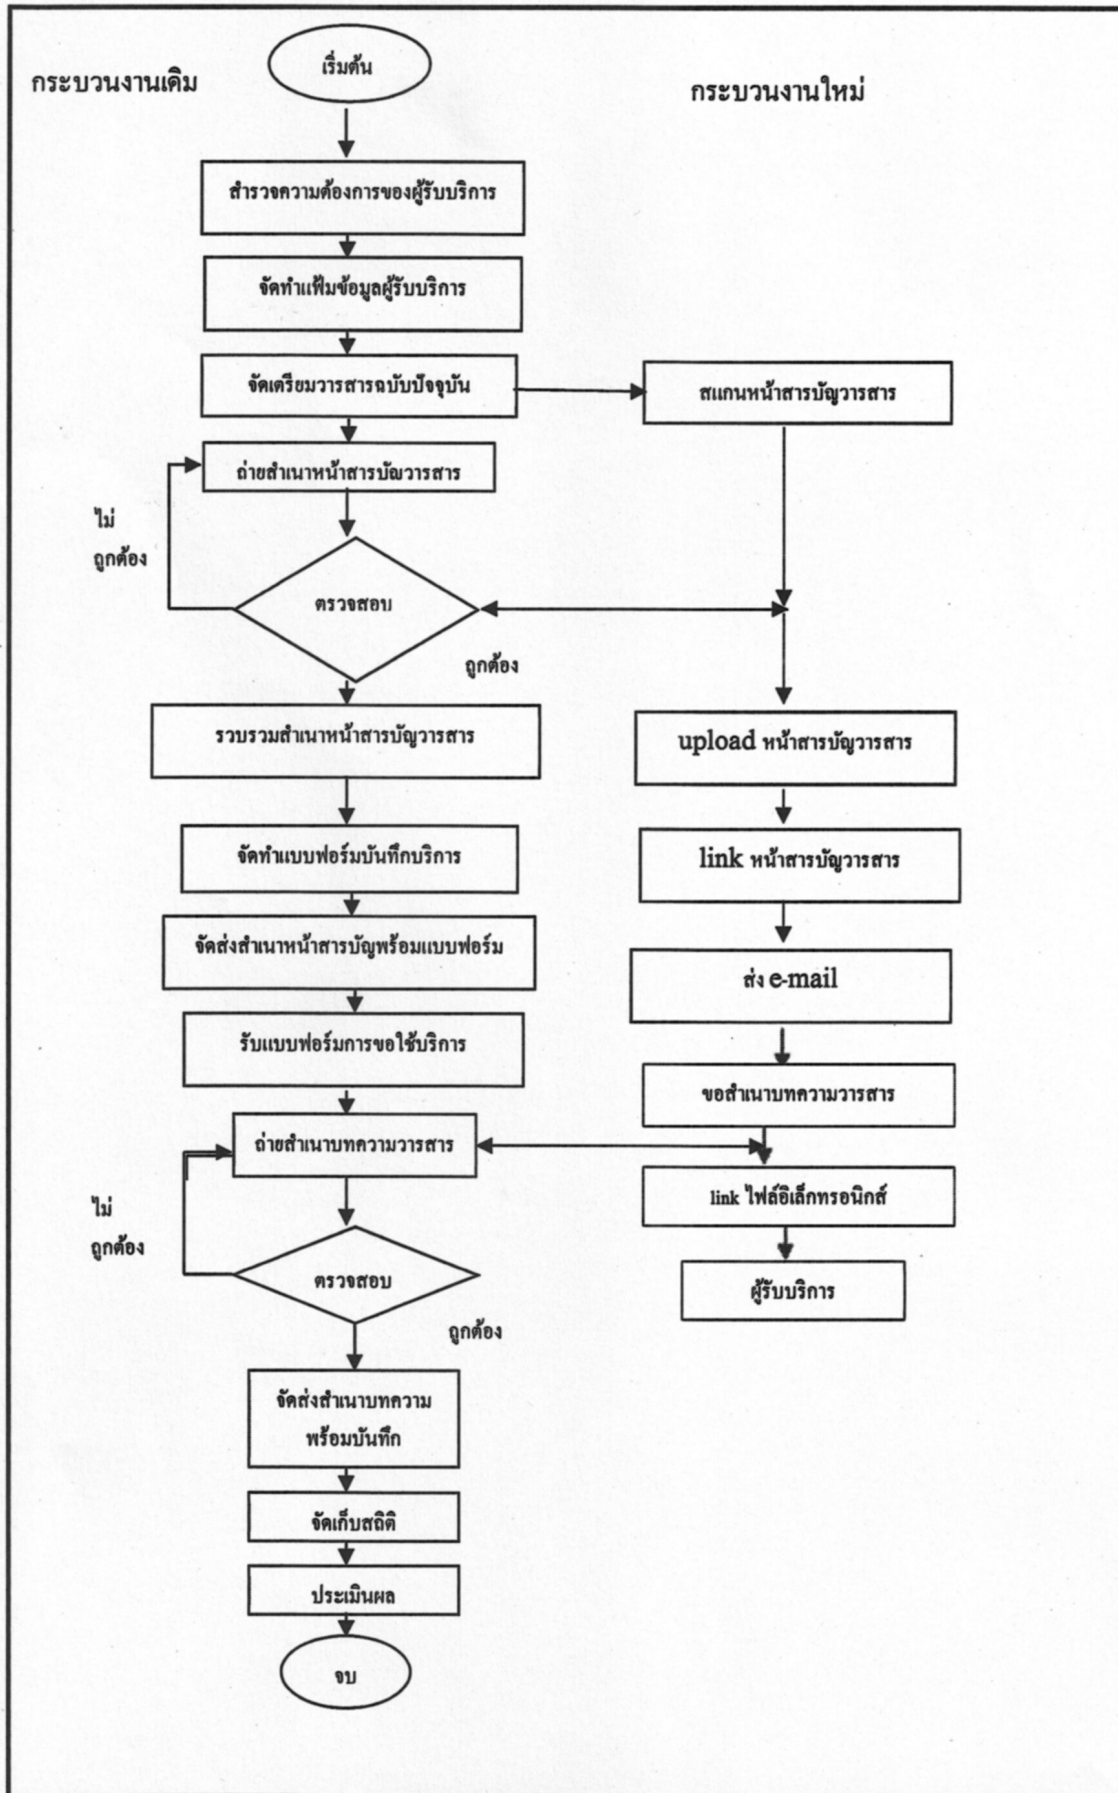 เริ่มต้น
กระบวนงานเดิม
กระบวนงานใหม่
สำรวจความต้องการของผู้รับบริการ
จัดทำแฟ้มข้อมูลผู้รับบริการ
จัดเตรียมวารสารฉบับปัจจุบัน
สแกนหน้าสารบัญวารสาร
ถ่ายสำเนาหน้าสารบัญวารสาร
ไม่
ถูกต้อง
ตรวจสอบ
ถูกต้อง
รวบรวมสำเนาหน้าสารบัญวารสาร
upload หน้าสารบัญวารสาร
จัดทำแบบฟอร์มบันทึกบริการ
link หน้าสารบัญวารสาร
จัดส่งสำเนาหน้าสารบัญพร้อมแบบฟอร์ม
ส่ง e-mail
รับแบบฟอร์มการขอใช้บริการ
ขอสำเนาบทความวารสาร
ถ่ายสำเนาบทความวารสาร
link ไฟล์อิเล็กทรอนิกส์
ไม่
ถูกต้อง
ตรวจสอบ
ผู้รับบริการ
ถูกต้อง
จัดส่งสำเนาบทความ
พร้อมบันทึก
จัดเก็บสถิติ
ประเมินผล
จบ